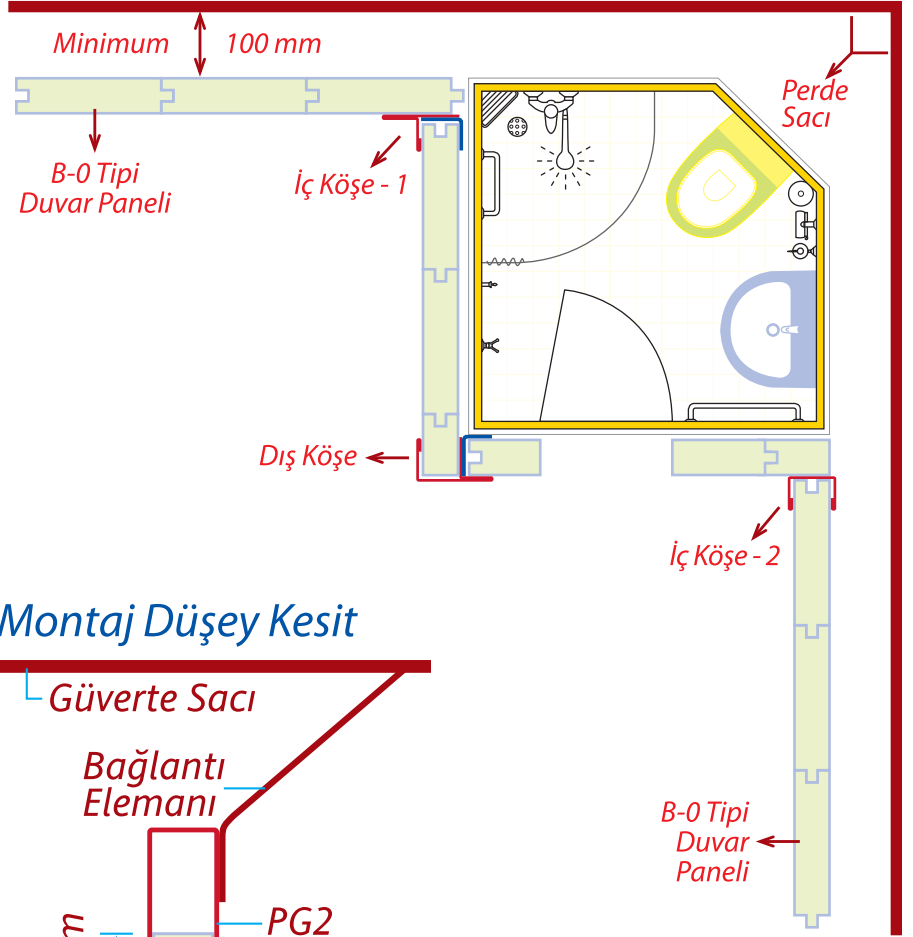 Minimum 100 mm
Perde
Sacı
B-0 Tipi
Duvar Paneli
İç Köşe - 1
Dış Köşe
İç Köşe - 2
Montaj Düşey Kesit
Güverte Sacı
Bağlantı
Elemanı
B-0 Tipi
Duvar
Paneli
PG2